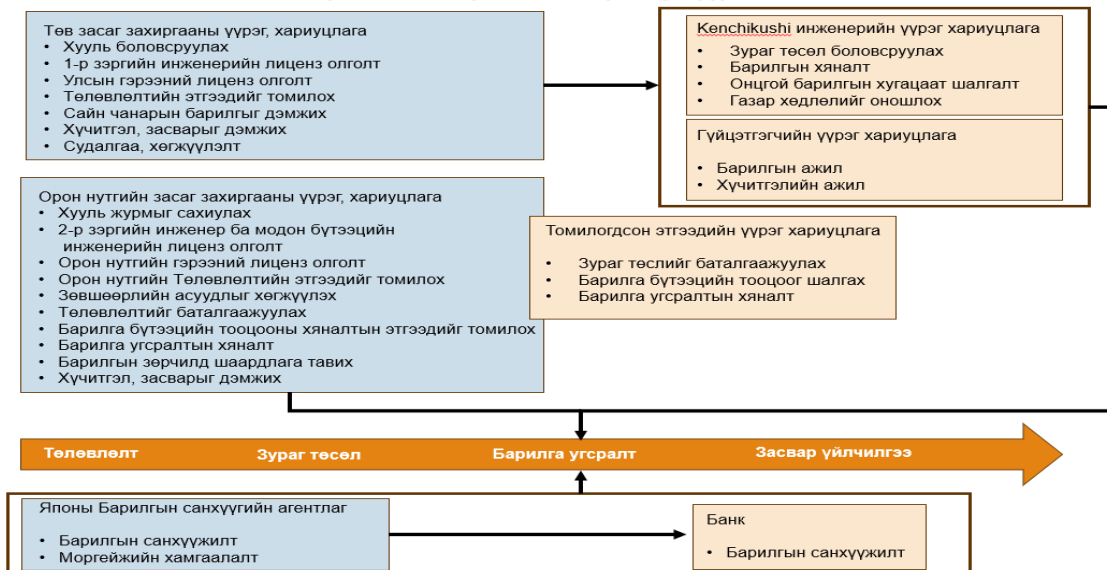 Төв засаг захиргааны үүрэг, хариуцлага
• Хууль боловсруулах
• 1-р зэргийн инженерийн лиценз олголт
• Улсын гэрээний лиценз олголт
• Төлөвлөлтийн этгээдийг томилох
• Сайн чанарын барилгыг дэмжих
• Хүчитгэл, засварыг дэмжих
• Судалгаа, хөгжүүлэлт
Kenchikushi инженерийн үүрэг хариуцлага
• Зураг төсөл боловсруулах
• Барилгын хяналт
• Онцгой барилгын хугацаат шалгалт
• Газар хөдлөлийг оношлох
Гүйцэтгэгчийн үүрэг хариуцлага
• Барилгын ажил
• Хүчитгэлийн ажил
Орон нутгийн засаг захиргааны үүрэг, хариуцлага
• Хууль журмыг сахиулах
• 2-р зэргийн инженер ба модон бүтээцийн
инженерийн лиценз олголт
• Орон нутгийн гэрээний лиценз олголт
• Орон нутгийн Төлөвлөлтийн этгээдийг томилох
• Зөвшөөрлийн асуудлыг хөгжүүлэх
• Төлөвлөлтийг баталгаажуулах
• Барилга бүтээцийн тооцооны хяналтын этгээдийг томилох
• Барилга угсралтын хяналт
• Барилгын зөрчилд шаардлага тавих
• Хүчитгэл, засварыг дэмжих
Томилогдсон этгээдийн үүрэг хариуцлага
• Зураг төслийг баталгаажуулах
• Барилга бүтээцийн тооцоог шалгах
• Барилга угсралтын хяналт
Төлөвлөлт Зураг төсөл Барилга угсралт Засвар үйлчилгээ
Японы Барилгын санхүүгийн агентлаг
• Барилгын санхүүжилт
• Моргейжийн хамгаалалт
Банк
• Барилгын санхүүжилт